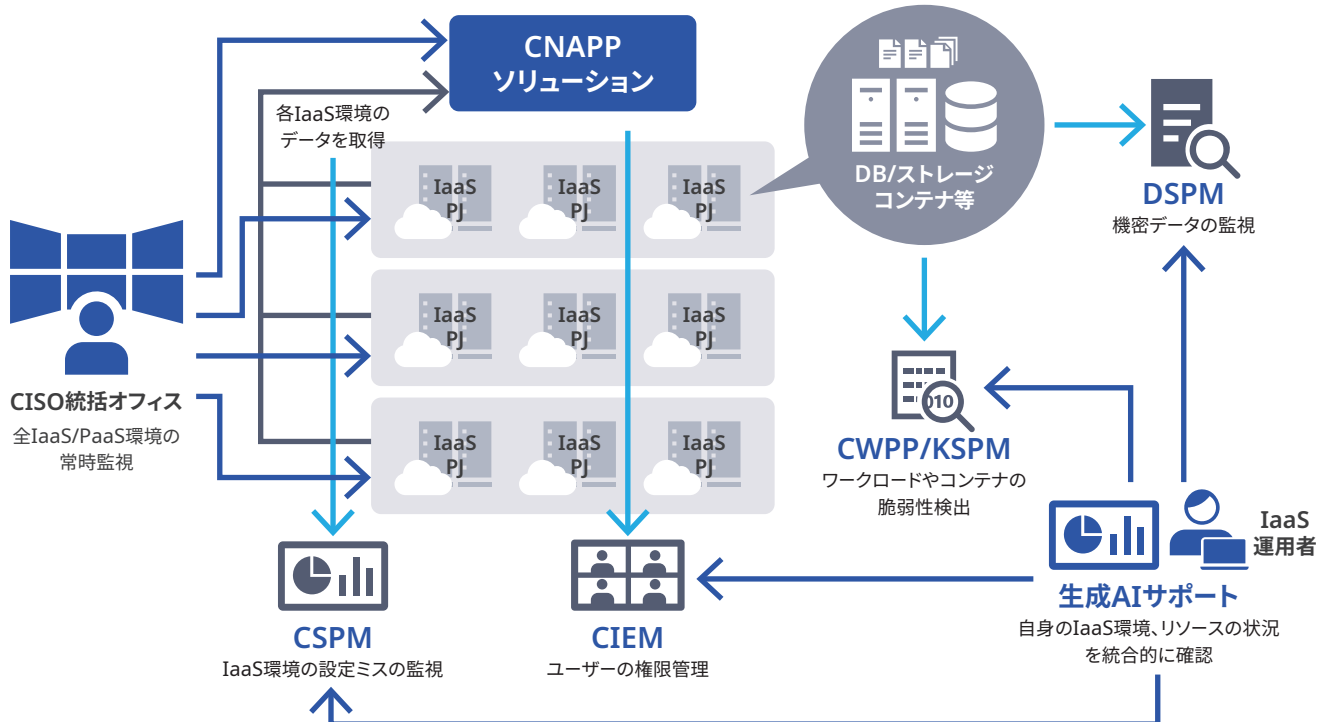 CNAPP
ソリューション
各IaaS環境の
データを取得
IaaS
PJ
IaaS
PJ
IaaS
PJ
DB/ストレージ
コンテナ等
DSPM
機密データの監視
IaaS
PJ
IaaS
PJ
IaaS
PJ
CISO統括オフィス
全IaaS/PaaS環境の
常時監視
IaaS
PJ
IaaS
PJ
IaaS
PJ
010
CWPP/KSPM
ワークロードやコンテナの
脆弱性検出
IaaS
運用者
生成AIサポート
自身のIaaS環境、リソースの状況
を統合的に確認
CSPM
IaaS環境の設定ミスの監視
CIEM
ユーザーの権限管理